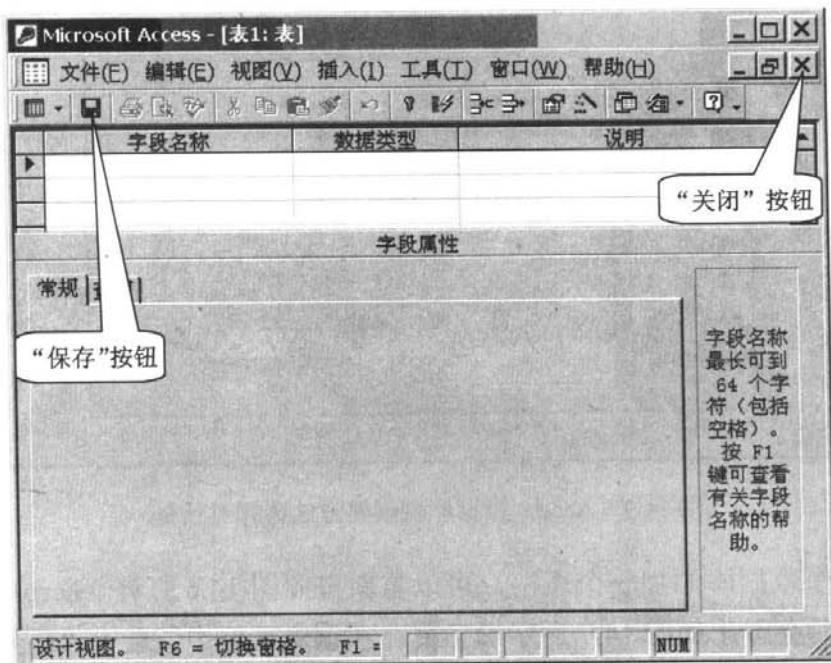 Microsoft Access - [表1: 表]
文件(F) 编辑(E) 视图(V) 插入(I) 工具(T) 窗口(W) 帮助(H)
字段名称 数据类型 说明
“关闭”按钮
字段属性
常规
“保存”按钮
字段名称
最长可到
64 个字
符（包括
空格）。
按 F1
键可查看
有关字段
名称的帮
助。
设计视图。 F6 = 切换窗格。 F1 =
NUM